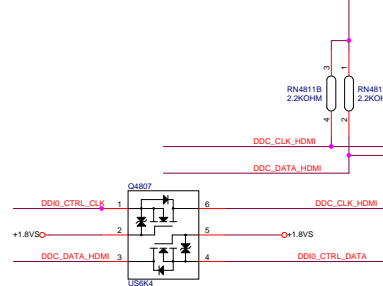 3
1
RN4811B
2.2KOHM
RN481
2.2KOH
4
2
DDC_CLK_HDMI
DDC_DATA_HDMI
Q4807
DDI0_CTRL_CLK 1 6 DDC_CLK_HDMI
+1.8VS 2 5 +1.8VS
DDC_DATA_HDMI 3 4 DDI0_CTRL_DATA
US6K4